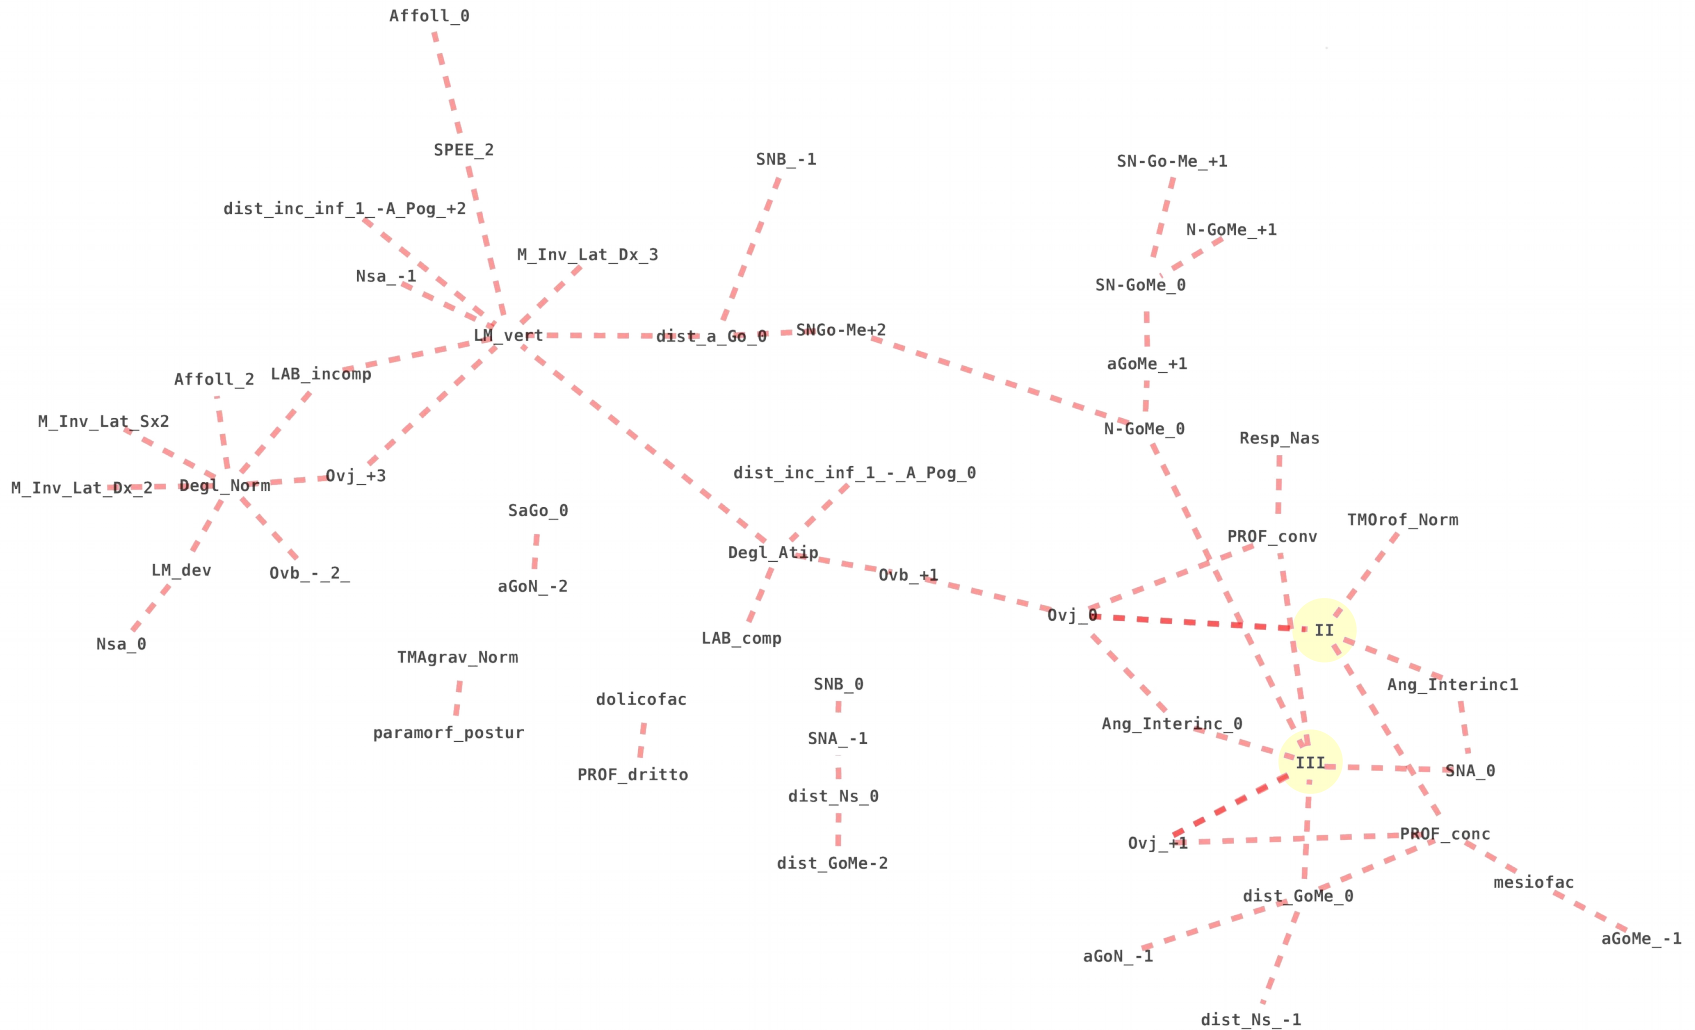 Affoll_0
SPEE_2
SNB_-1
SN-Go-Me_+1
dist_inc_inf_1_-A_Pog_+2
N-GoMe_+1
M_Inv_Lat_Dx_3
Nsa_-1
SN-GoMe_0
LM_vert
dist_a_Go_0
SNGo-Me+2
aGoMe_+1
Affoll_2
LAB_incomp
M_Inv_Lat_Sx2
N-GoMe_0
Resp_Nas
Ovj_+3
dist_inc_inf_1_-_A_Pog_0
M_Inv_Lat_Dx_2
Degl_Norm
SaGo_0
TMOrof_Norm
PROF_conv
Degl_Atip
LM_dev
Ovb_-_2_
Ovb_+1
aGoN_-2
Ovj_0
II
Nsa_0
LAB_comp
TMAgrav_Norm
SNB_0
Ang_Interinc1
dolicofac
Ang_Interinc_0
paramorf_postur
SNA_-1
III
PROF_dritto
SNA_0
dist_Ns_0
Ovj_+1
PROF_conc
dist_GoMe-2
mesiofac
dist_GoMe_0
aGoMe_-1
aGoN_-1
dist_Ns_-1